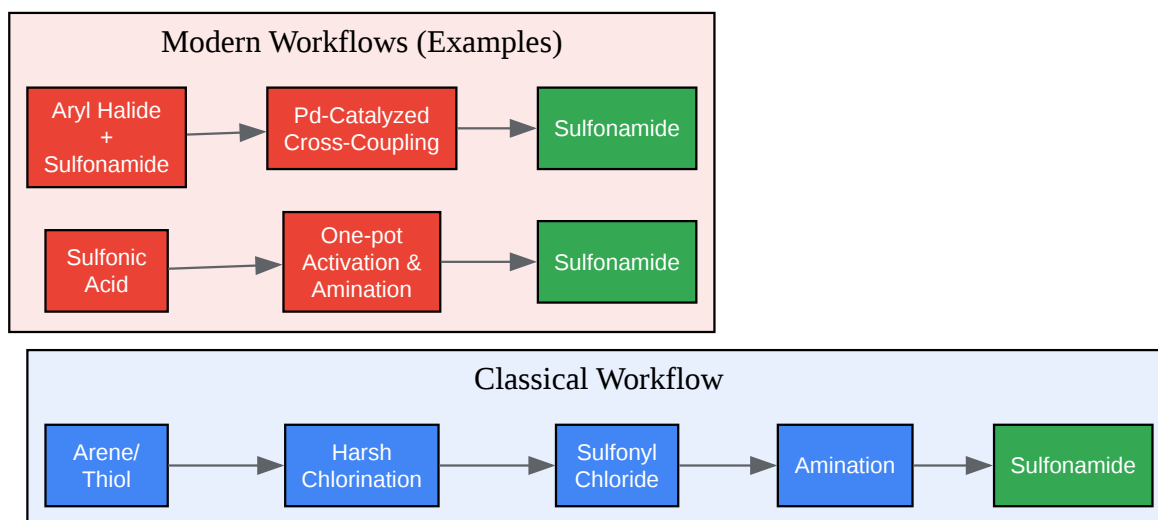 Modern Workflows (Examples)
Aryl Halide
+
Sulfonamide
Pd-Catalyzed
Cross-Coupling
Sulfonamide
Sulfonic
Acid
One-pot
Activation &
Amination
Sulfonamide
Classical Workflow
Arene/
Thiol
Harsh
Chlorination
Sulfonyl
Chloride
Amination
Sulfonamide